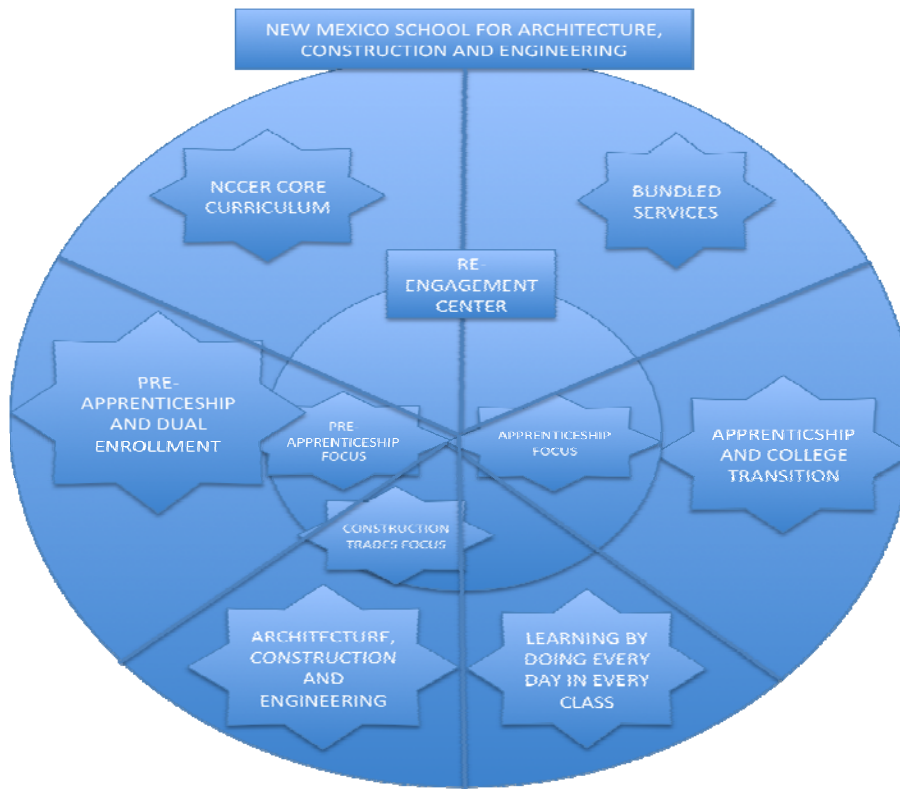 NEW MEXICO SCHOOL FOR ARCHITECTURE,
CONSTRUCTION AND ENGINEERING
NCCER CORE
CURRICULUM
BUNDLED
SERVICES
RE-
ENGAGEMENT
CENTER
PRE-
APPRENTICESHIP
AND DUAL
ENROLLMENT
PRE
APPRENTICESHIP
FOCUS
APPRENTICESHIP
FOCUS
APPRENTICSHIP
AND COLLEGE
TRANSITION
CONSTRUCTION
TRADES FOCUS
ARCHITECTURE,
CONSTRUCTION
AND
ENGINEERING
LEARNING BY
DOING EVERY
DAY IN EVERY
CLASS